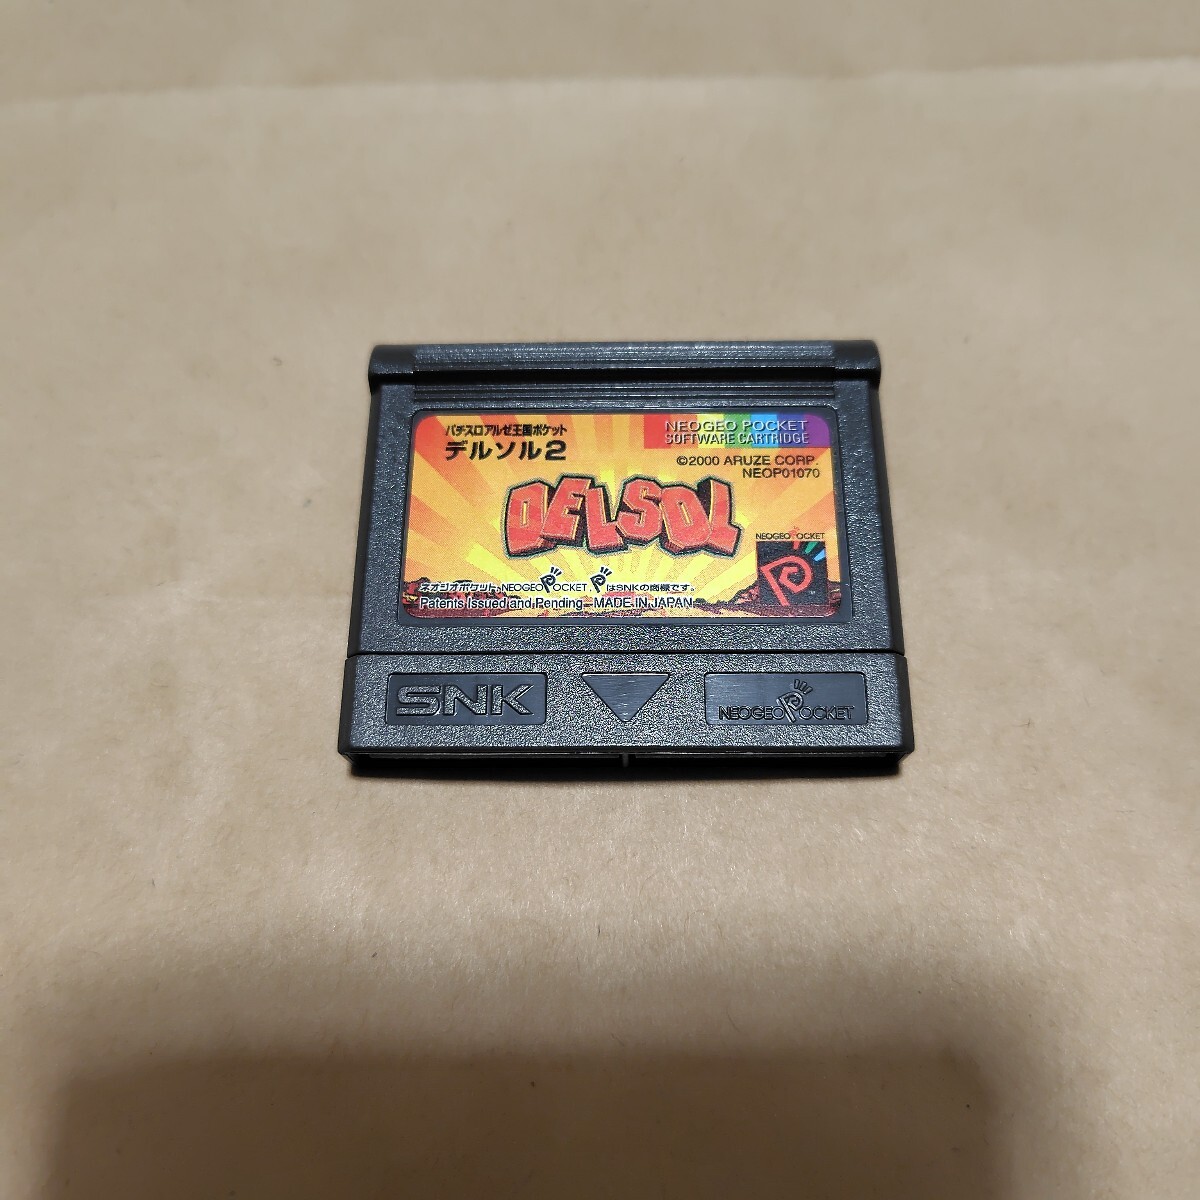 パチスロアルゼ王国ポケット
デルソル2
NEOGEO POCKET
SOFTWARE CARTRIDGE
©2000 ARUZE CORP.
NEOP01070
DELSOL
NEOGEO POCKET
ネオジオポケット, NEOGEO POCKET, PはSNKの商標です。
Patents Issued and Pending MADE IN JAPAN
SNK
NEOGEO POCKET